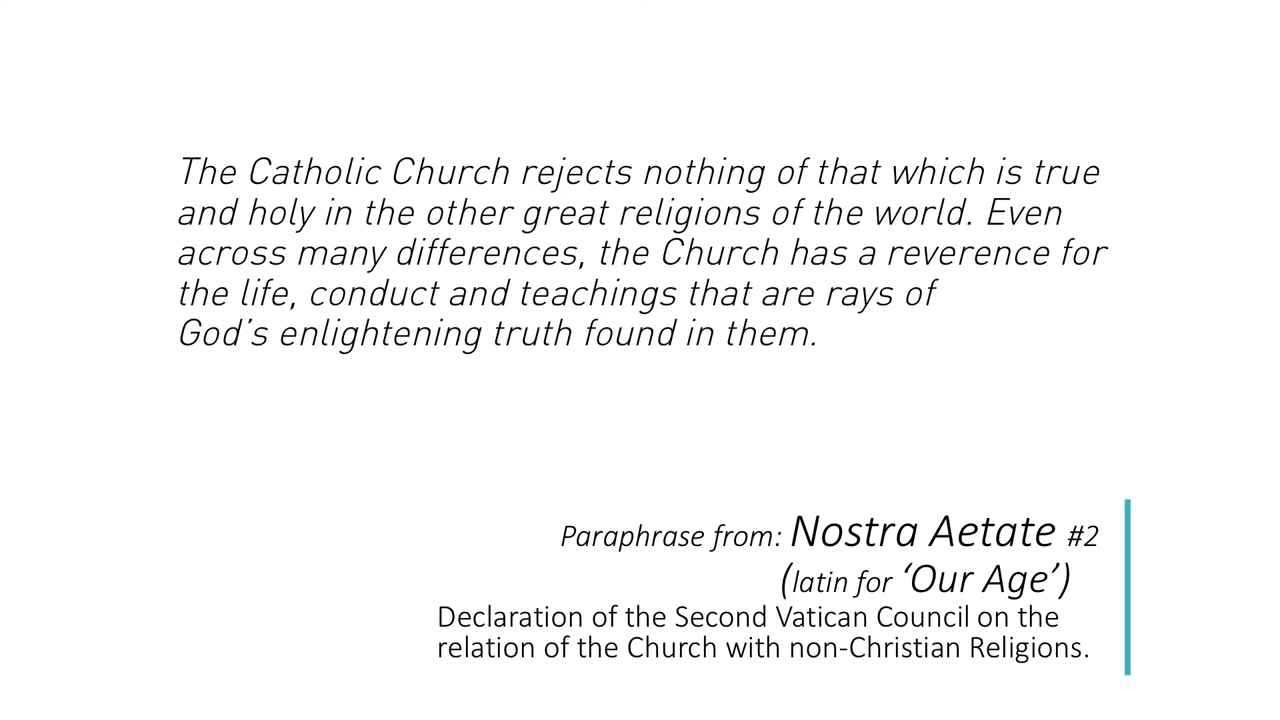 The Catholic Church rejects nothing of that which is true
and holy in the other great religions of the world. Even
across many differences, the Church has a reverence for
the life, conduct and teachings that are rays of
God’s enlightening truth found in them.
Paraphrase from: Nostra Aetate #2
(latin for ‘Our Age’)
Declaration of the Second Vatican Council on the
relation of the Church with non-Christian Religions.